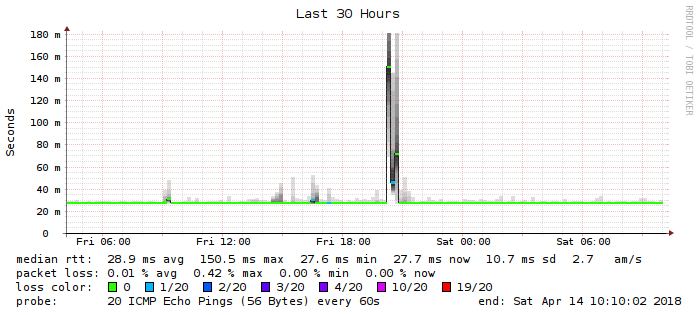 Last 30 Hours
RRDTOOL / TOBI OETIKER
Seconds
180 m
160 m
140 m
120 m
100 m
80 m
60 m
40 m
20 m
0
Fri 06:00 Fri 12:00 Fri 18:00 Sat 00:00 Sat 06:00
median rtt: 28.9 ms avg 150.5 ms max 27.6 ms min 27.7 ms now 10.7 ms sd 2.7 am/s
packet loss: 0.01 % avg 0.42 % max 0.00 % min 0.00 % now
loss color: 0 1/20 2/20 3/20 4/20 10/20 19/20
probe: 20 ICMP Echo Pings (56 Bytes) every 60s end: Sat Apr 14 10:10:02 2018